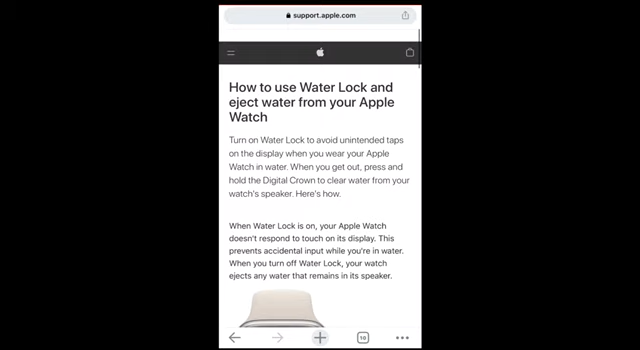 support.apple.com
How to use Water Lock and
eject water from your Apple
Watch
Turn on Water Lock to avoid unintended taps
on the display when you wear your Apple
Watch in water. When you get out, press and
hold the Digital Crown to clear water from your
watch's speaker. Here's how.
When Water Lock is on, your Apple Watch
doesn't respond to touch on its display. This
prevents accidental input while you're in water.
When you turn off Water Lock, your watch
ejects any water that remains in its speaker.